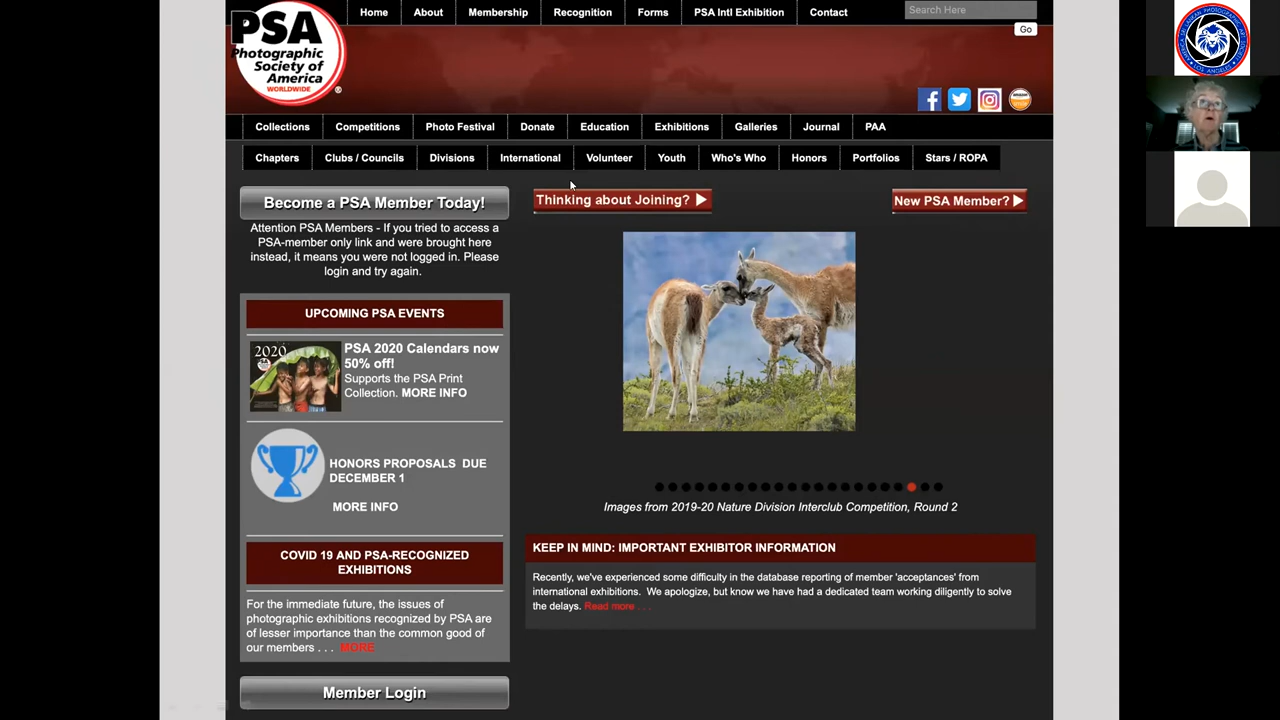 PSA
Photographic
Society of
America
WORLDWIDE
®
Home About Membership Recognition Forms PSA Intl Exhibition Contact
Search Here
Go
Collections Competitions Photo Festival Donate Education Exhibitions Galleries Journal PAA
Chapters Clubs / Councils Divisions International Volunteer Youth Who's Who Honors Portfolios Stars / ROPA
Become a PSA Member Today!
Attention PSA Members - If you tried to access a
PSA-member only link and were brought here
instead, it means you were not logged in. Please
login and try again.
UPCOMING PSA EVENTS
2020
PSA 2020 Calendars now
50% off!
Supports the PSA Print
Collection. MORE INFO
HONORS PROPOSALS DUE
DECEMBER 1
MORE INFO
COVID 19 AND PSA-RECOGNIZED
EXHIBITIONS
For the immediate future, the issues of
photographic exhibitions recognized by PSA are
of lesser importance than the common good of
our members . . . MORE
Member Login
Thinking about Joining?
New PSA Member?
Images from 2019-20 Nature Division Interclub Competition, Round 2
KEEP IN MIND: IMPORTANT EXHIBITOR INFORMATION
Recently, we've experienced some difficulty in the database reporting of member 'acceptances' from
international exhibitions. We apologize, but know we have had a dedicated team working diligently to solve
the delays. Read more . . .
LOS ANGELES